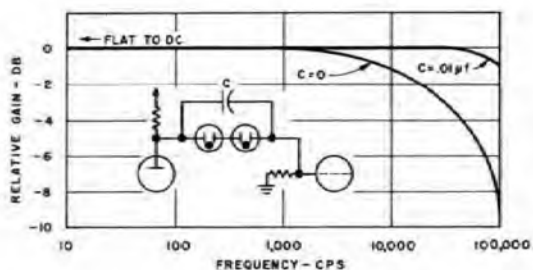 RELATIVE GAIN - DB
0
-2
-4
-6
-8
-10
FLAT TO DC
C
C=0
C=.01µf
10
100
1,000
10,000
100,000
FREQUENCY - CPS